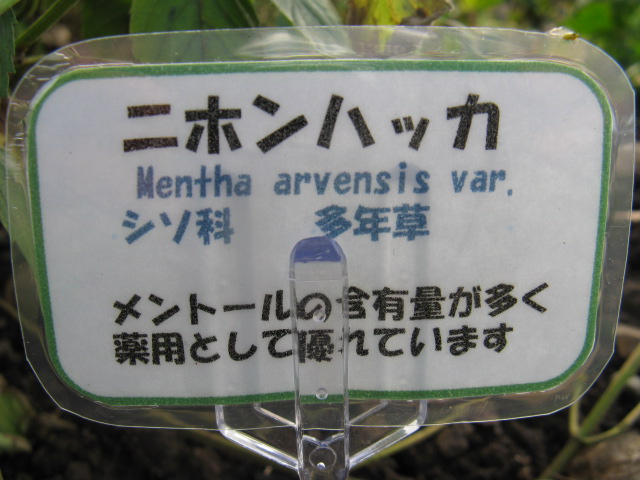 ニホンハッカ
Mentha arvensis var.
シソ科 多年草
メントールの含有量が多く
薬用として優れています